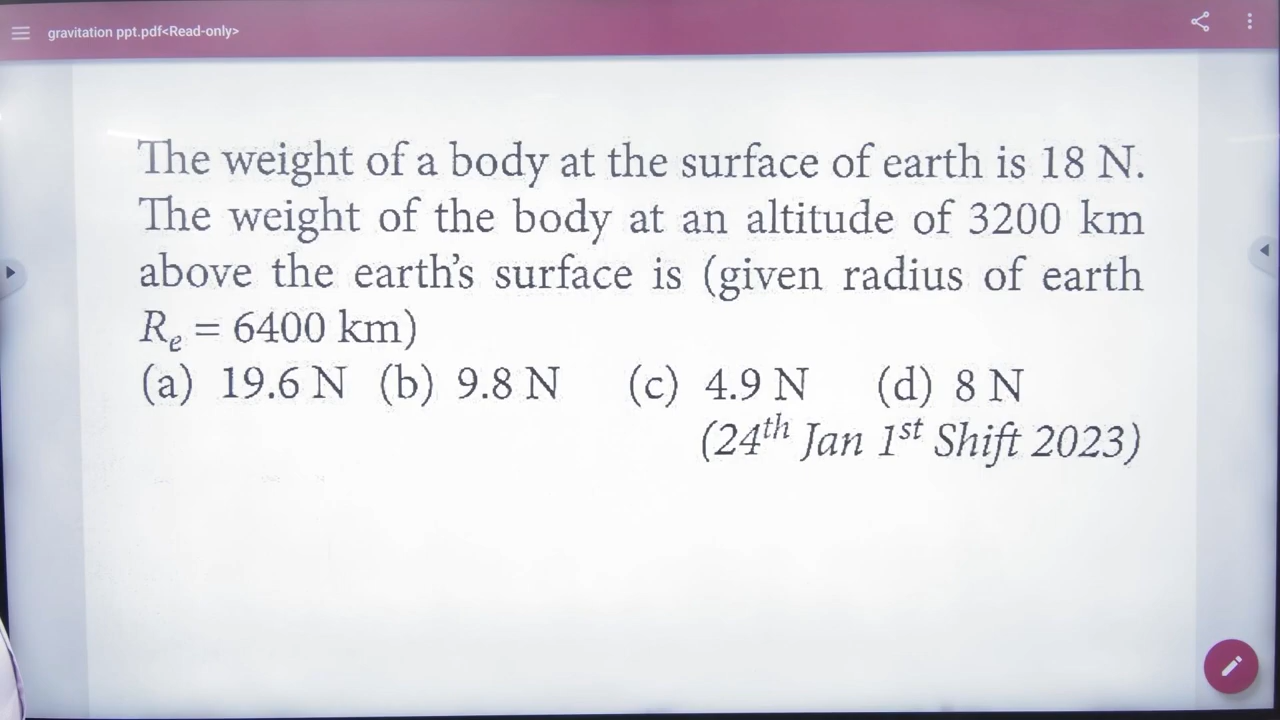 gravitation ppt.pdf<Read-only>
The weight of a body at the surface of earth is 18 N.
The weight of the body at an altitude of 3200 km
above the earth's surface is (given radius of earth
Rₑ = 6400 km)
(a) 19.6 N (b) 9.8 N (c) 4.9 N (d) 8 N
(24ᵗʰ Jan 1ˢᵗ Shift 2023)